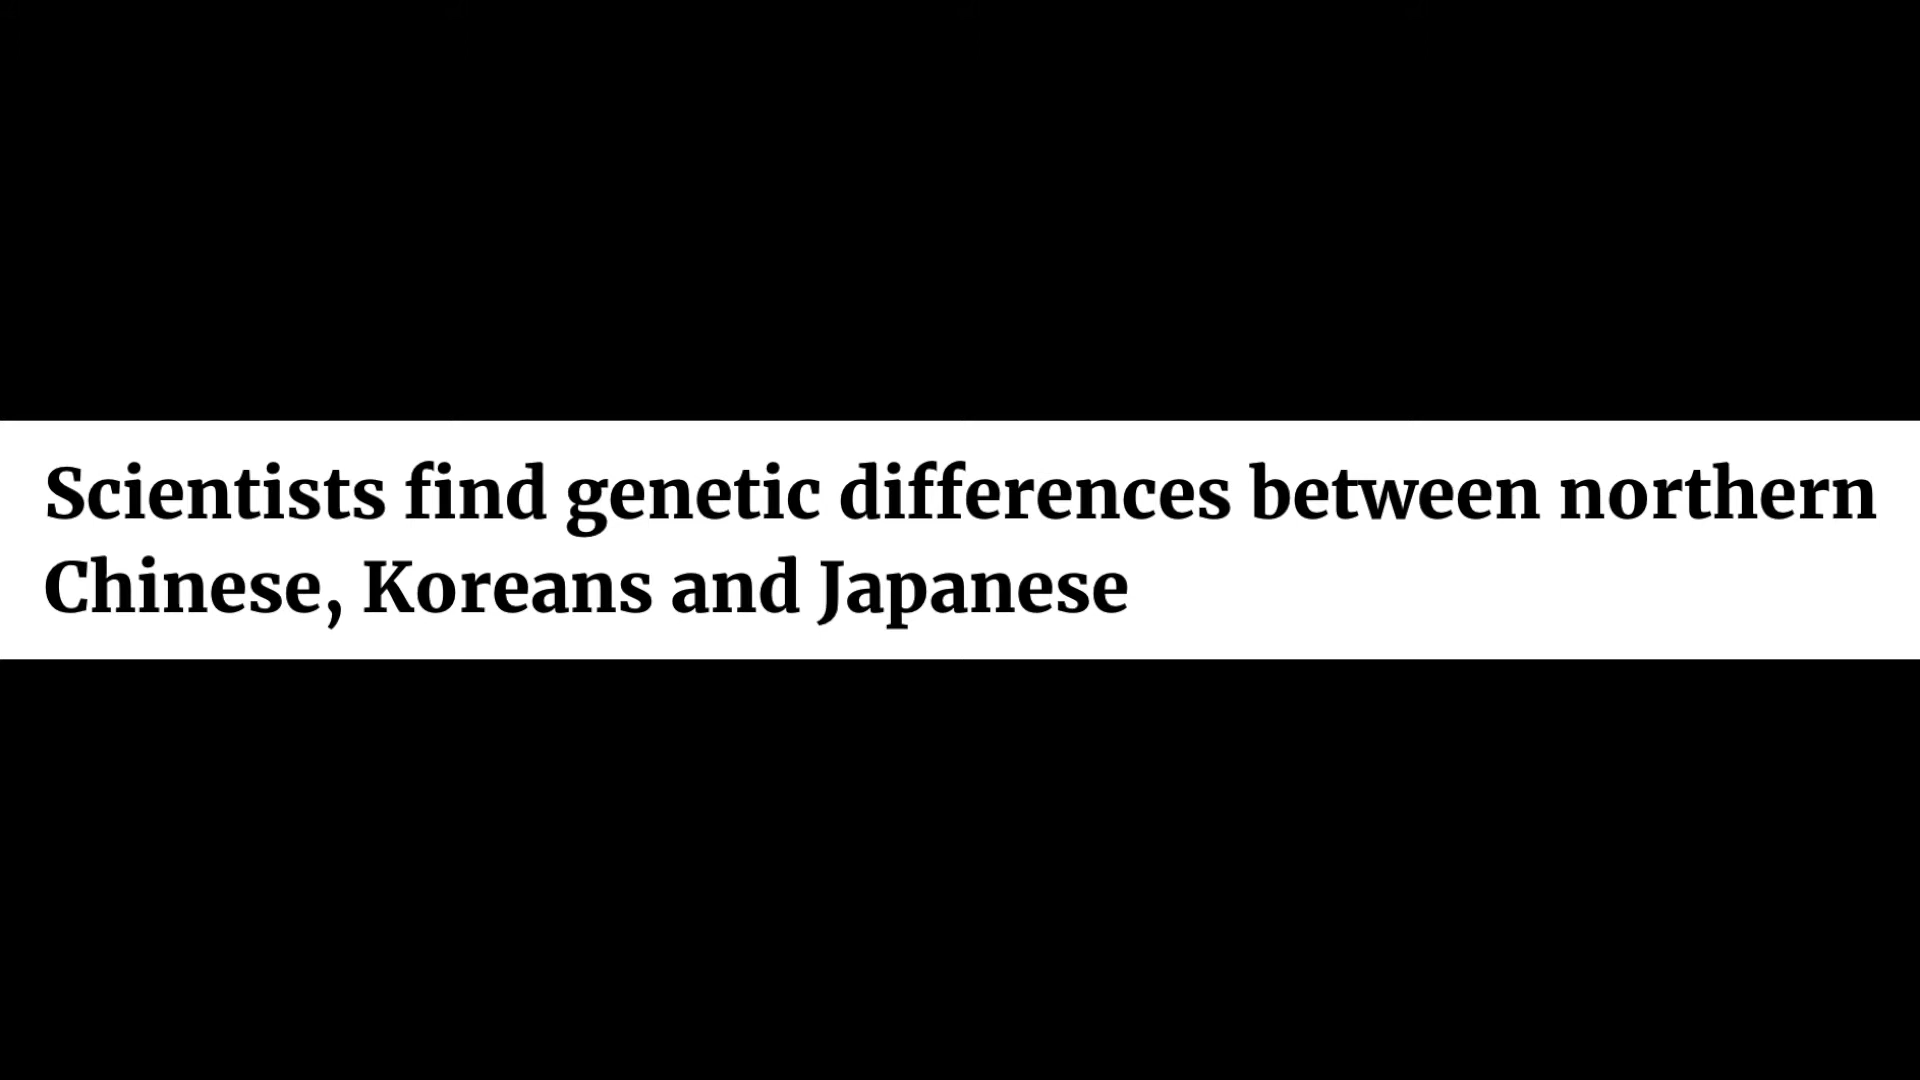 Scientists find genetic differences between northern
Chinese, Koreans and Japanese